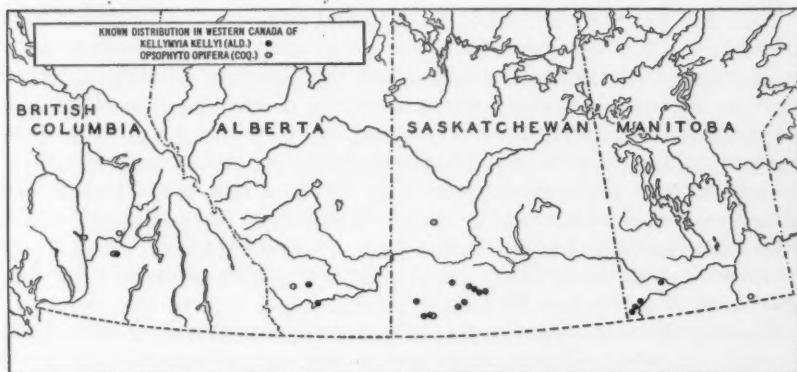 KNOWN DISTRIBUTION IN WESTERN CANADA OF
KELLYMYIA KELLYI (ALD.)
OPSOPHYTO OPIFERA (COQ.)
BRITISH
COLUMBIA
ALBERTA
SASKATCHEWAN
MANITOBA